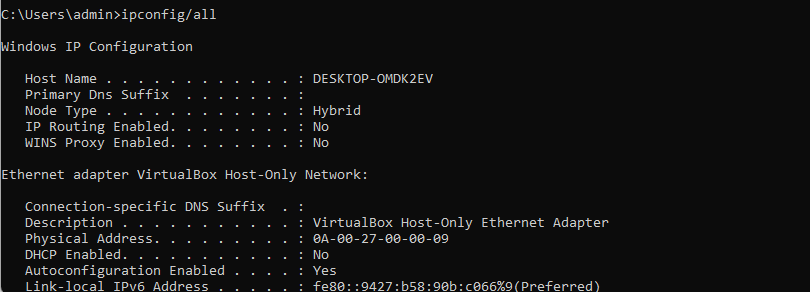 C:\Users\admin>ipconfig/all
Windows IP Configuration
Host Name . . . . . . . . . . . . : DESKTOP-OMDK2EV
Primary Dns Suffix  . . . . . . . :
Node Type . . . . . . . . . . . . : Hybrid
IP Routing Enabled. . . . . . . . : No
WINS Proxy Enabled. . . . . . . . : No
Ethernet adapter VirtualBox Host-Only Network:
Connection-specific DNS Suffix  . :
Description . . . . . . . . . . . : VirtualBox Host-Only Ethernet Adapter
Physical Address. . . . . . . . . : 0A-00-27-00-00-09
DHCP Enabled. . . . . . . . . . . : No
Autoconfiguration Enabled . . . . : Yes
Link-local IPv6 Address . . . . . : fe80::9427:b58:90b:c066%9(Preferred)